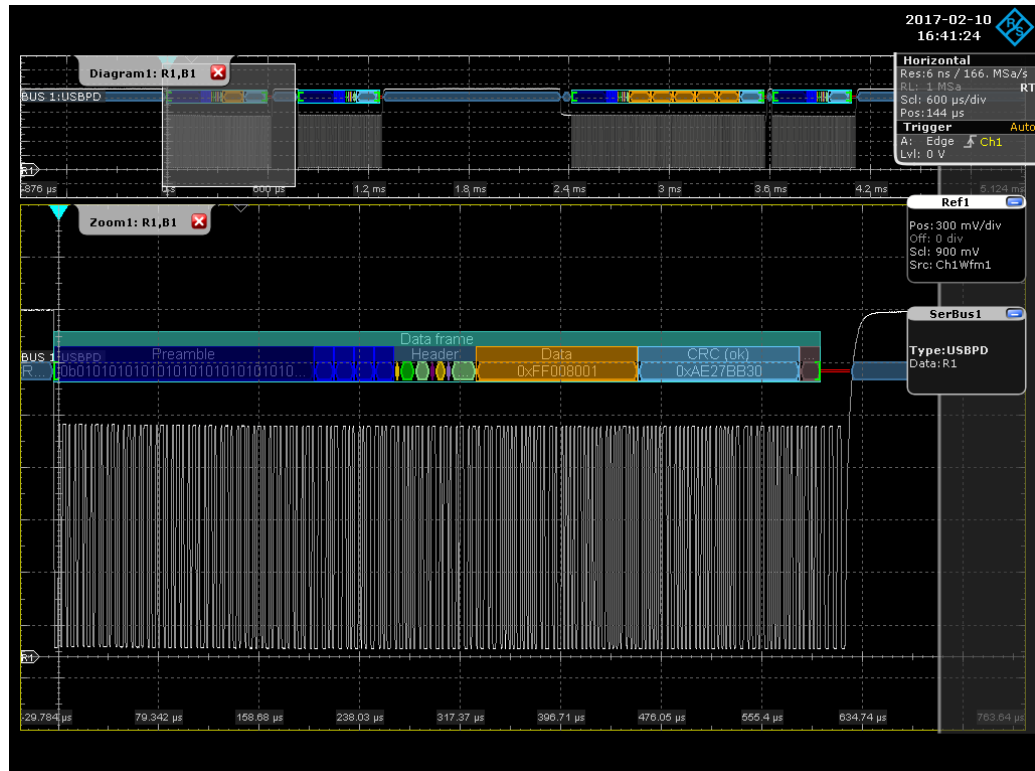 2017-02-10
16:41:24
Diagram1: R1,B1
Horizontal
Res:6 ns / 166. MSa/s
RL: 1 MSa
RT
Scl: 600 µs/div
Pos:144 µs
Trigger
Auto
A: Edge Ch1
Lvl: 0 V
BUS 1:USBPD
R1
-876 µs
600 µs
1.2 ms
1.8 ms
2.4 ms
3 ms
3.6 ms
4.2 ms
5.124 ms
Zoom1: R1,B1
Ref1
Pos:300 mV/div
Off: 0 div
Scl: 900 mV
Src: Ch1Wfm1
SerBus1
Type:USBPD
Data:R1
Data frame
BUS 1:USBPD
Preamble
Header
Data
CRC (ok)
R...
0b01010101010101010101010101010...
0xFF008001
0xAE27BB30
R1
-29.784 µs
79.342 µs
158.68 µs
238.03 µs
317.37 µs
396.71 µs
476.05 µs
555.4 µs
634.74 µs
763.64 µs